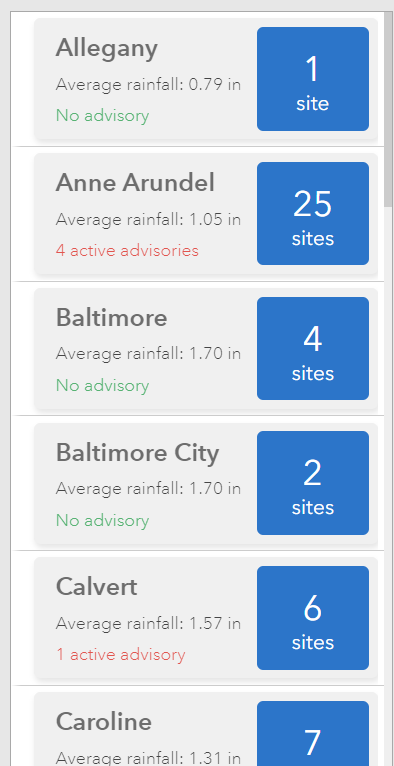 Allegany
Average rainfall: 0.79 in
No advisory
1
site
Anne Arundel
Average rainfall: 1.05 in
4 active advisories
25
sites
Baltimore
Average rainfall: 1.70 in
No advisory
4
sites
Baltimore City
Average rainfall: 1.70 in
No advisory
2
sites
Calvert
Average rainfall: 1.57 in
1 active advisory
6
sites
Caroline
Average rainfall: 1.31 in
7